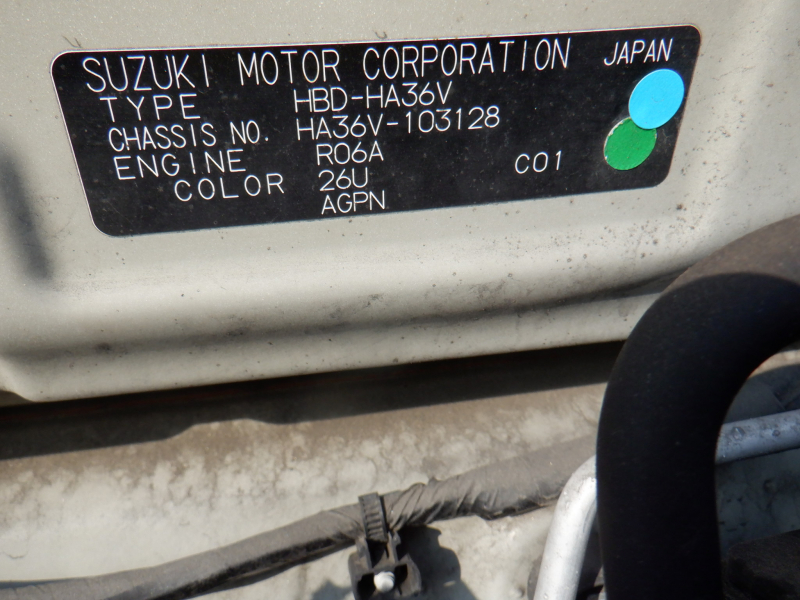 SUZUKI MOTOR CORPORATION JAPAN
TYPE HBD-HA36V
CHASSIS NO. HA36V-103128
ENGINE R06A C01
COLOR 26U
AGPN